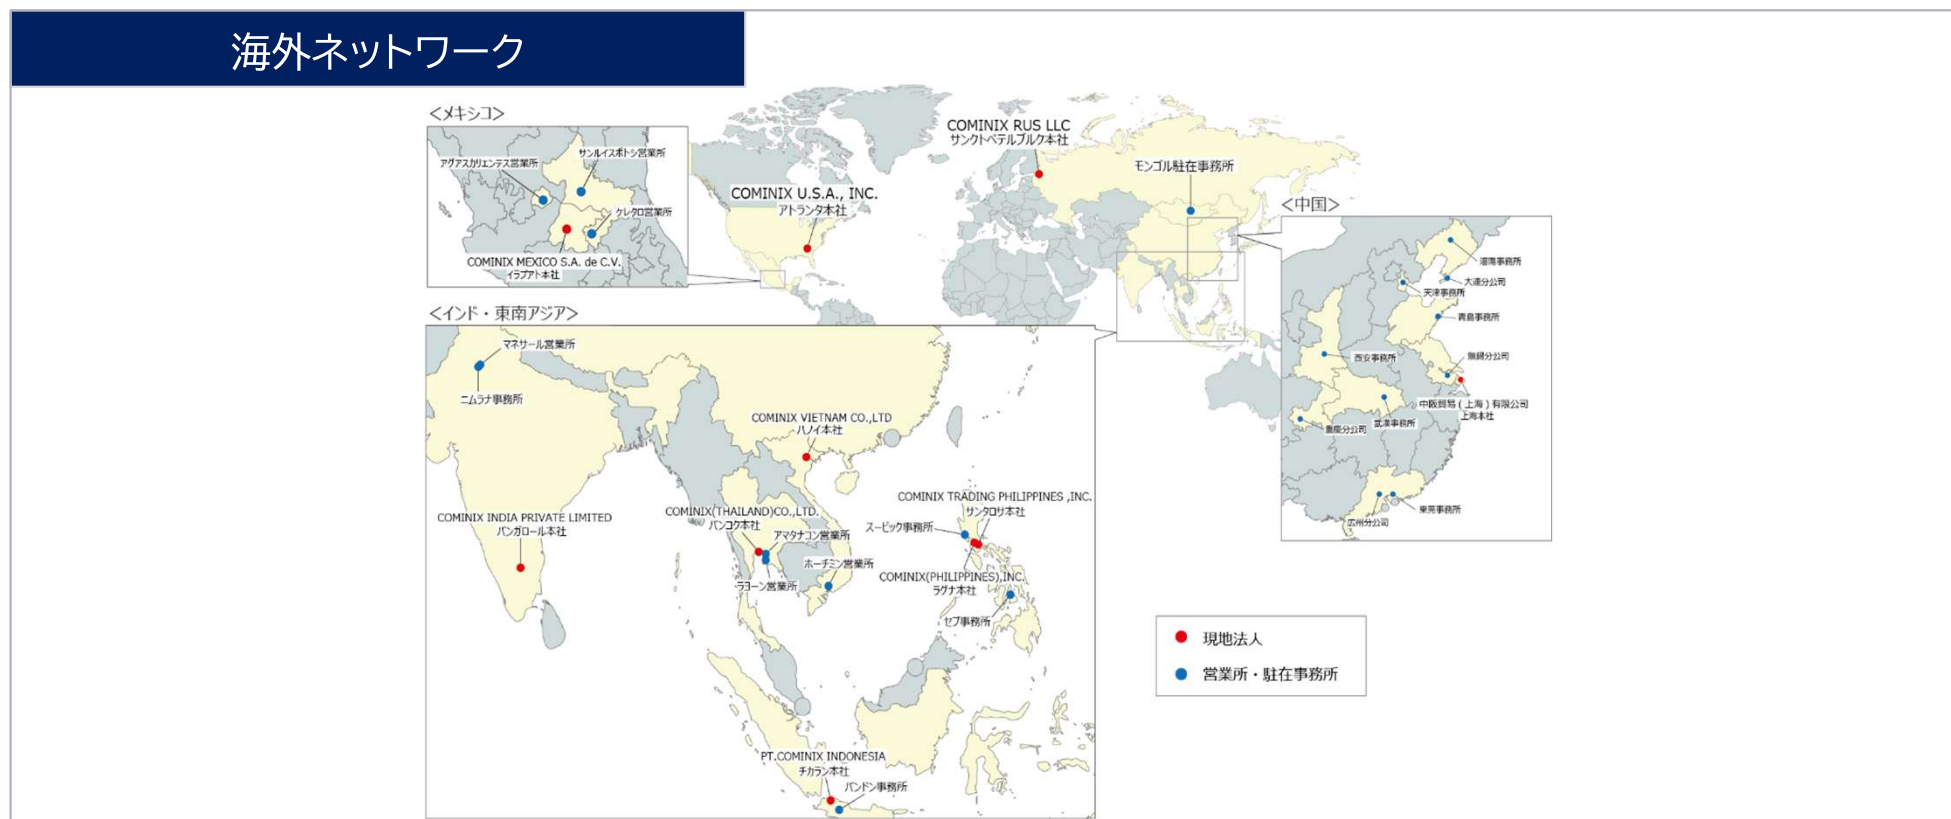 海外ネットワーク
＜メキシコ＞
アグアスカリエンテス営業所
サンルイスポトシ営業所
ケレタロ営業所
COMINIX MEXICO S.A. de C.V.
イラプアト本社
COMINIX U.S.A., INC.
アトランタ本社
COMINIX RUS LLC
サンクトペテルブルク本社
モンゴル駐在事務所
＜中国＞
瀋陽事務所
大連分公司
天津事務所
青島事務所
西安事務所
無錫分公司
中阪貿易（上海）有限公司
上海本社
武漢事務所
重慶分公司
広州分公司
東莞事務所
＜インド・東南アジア＞
マネサール営業所
ニムラナ事務所
COMINIX INDIA PRIVATE LIMITED
バンガロール本社
COMINIX VIETNAM CO.,LTD
ハノイ本社
COMINIX(THAILAND)CO.,LTD.
バンコク本社
アマタナコン営業所
ラヨーン営業所
ホーチミン営業所
COMINIX TRADING PHILIPPINES ,INC.
サンタロサ本社
スービック事務所
COMINIX(PHILIPPINES),INC.
ラグナ本社
セブ事務所
PT.COMINIX INDONESIA
チカラン本社
バンドン事務所
現地法人
営業所・駐在事務所